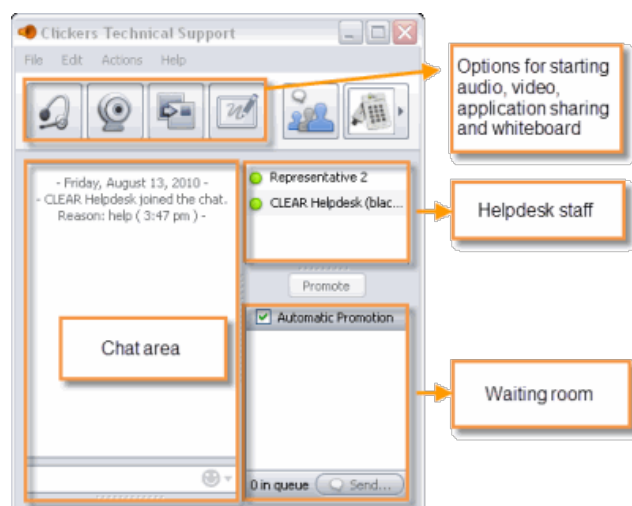 Clickers Technical Support
File Edit Actions Help
Options for starting
audio, video,
application sharing
and whiteboard
- Friday, August 13, 2010 -
- CLEAR Helpdesk joined the chat.
Reason: help ( 3:47 pm ) -
Representative 2
CLEAR Helpdesk (blac...
Helpdesk staff
Promote
Automatic Promotion
Chat area
Waiting room
0 in queue Send...